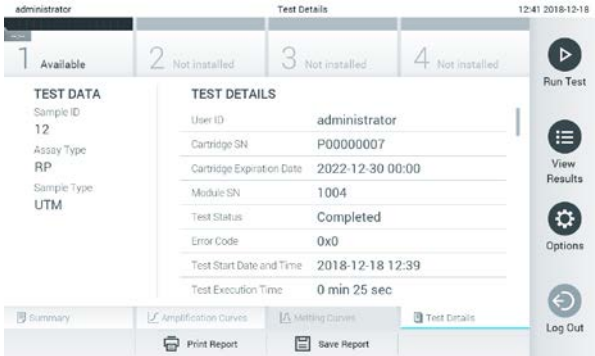 administrator Test Details 12:41 2018-12-18
1 Available 2 Not installed 3 Not installed 4 Not installed
Run Test
TEST DATA
Sample ID
12
Assay Type
RP
Sample Type
UTM
TEST DETAILS
User ID administrator
Cartridge SN P00000007
Cartridge Expiration Date 2022-12-30 00:00
Module SN 1004
Test Status Completed
Error Code 0x0
Test Start Date and Time 2018-12-18 12:39
Test Execution Time 0 min 25 sec
View
Results
Options
Log Out
Summary Amplification Curves Melting Curves Test Details
Print Report Save Report